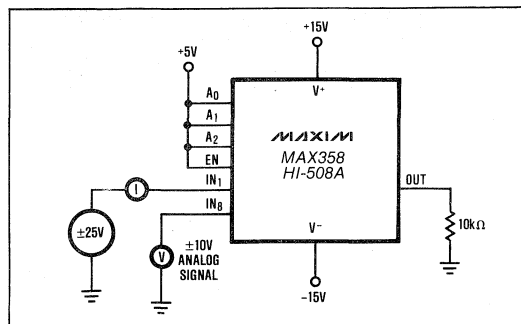 +15V
+5V
V+
A0
A1
A2
EN
IN1
IN8
MAXIM
MAX358
HI-508A
OUT
I
±25V
V
±10V
ANALOG
SIGNAL
V−
10kΩ
−15V